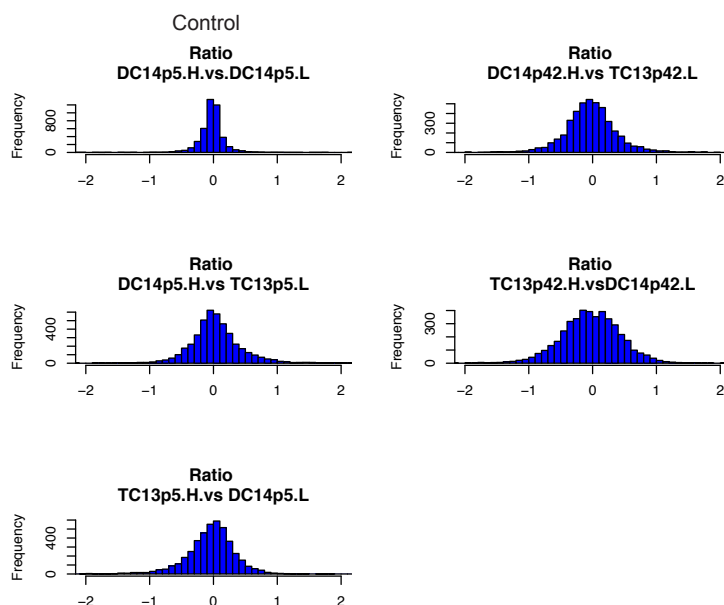 Control
Ratio
DC14p5.H.vs.DC14p5.L
Frequency
800
0
−2 −1 0 1 2
Ratio
DC14p42.H.vs TC13p42.L
Frequency
300
0
−2 −1 0 1 2
Ratio
DC14p5.H.vs TC13p5.L
Frequency
400
0
−2 −1 0 1 2
Ratio
TC13p42.H.vsDC14p42.L
Frequency
300
0
−2 −1 0 1 2
Ratio
TC13p5.H.vs DC14p5.L
Frequency
400
0
−2 −1 0 1 2